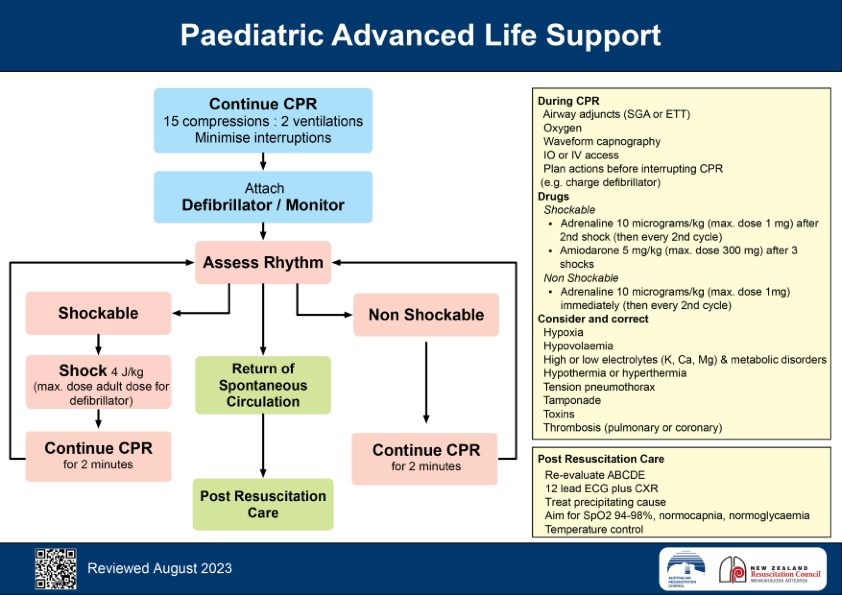 Paediatric Advanced Life Support
Continue CPR
15 compressions : 2 ventilations
Minimise interruptions
Attach
Defibrillator / Monitor
Assess Rhythm
Shockable
Non Shockable
Shock 4 J/kg
(max. dose adult dose for
defibrillator)
Return of
Spontaneous
Circulation
Continue CPR
for 2 minutes
Continue CPR
for 2 minutes
Post Resuscitation
Care
During CPR
Airway adjuncts (SGA or ETT)
Oxygen
Waveform capnography
IO or IV access
Plan actions before interrupting CPR
(e.g. charge defibrillator)
Drugs
Shockable
• Adrenaline 10 micrograms/kg (max. dose 1 mg) after
2nd shock (then every 2nd cycle)
• Amiodarone 5 mg/kg (max. dose 300 mg) after 3
shocks
Non Shockable
• Adrenaline 10 micrograms/kg (max. dose 1mg)
immediately (then every 2nd cycle)
Consider and correct
Hypoxia
Hypovolaemia
High or low electrolytes (K, Ca, Mg) & metabolic disorders
Hypothermia or hyperthermia
Tension pneumothorax
Tamponade
Toxins
Thrombosis (pulmonary or coronary)
Post Resuscitation Care
Re-evaluate ABCDE
12 lead ECG plus CXR
Treat precipitating cause
Aim for SpO2 94-98%, normocapnia, normoglycaemia
Temperature control
Reviewed August 2023
AUSTRALIAN
RESUSCITATION
COUNCIL
NEW ZEALAND
Resuscitation Council
WHAKAHAUORA AOTEAROA